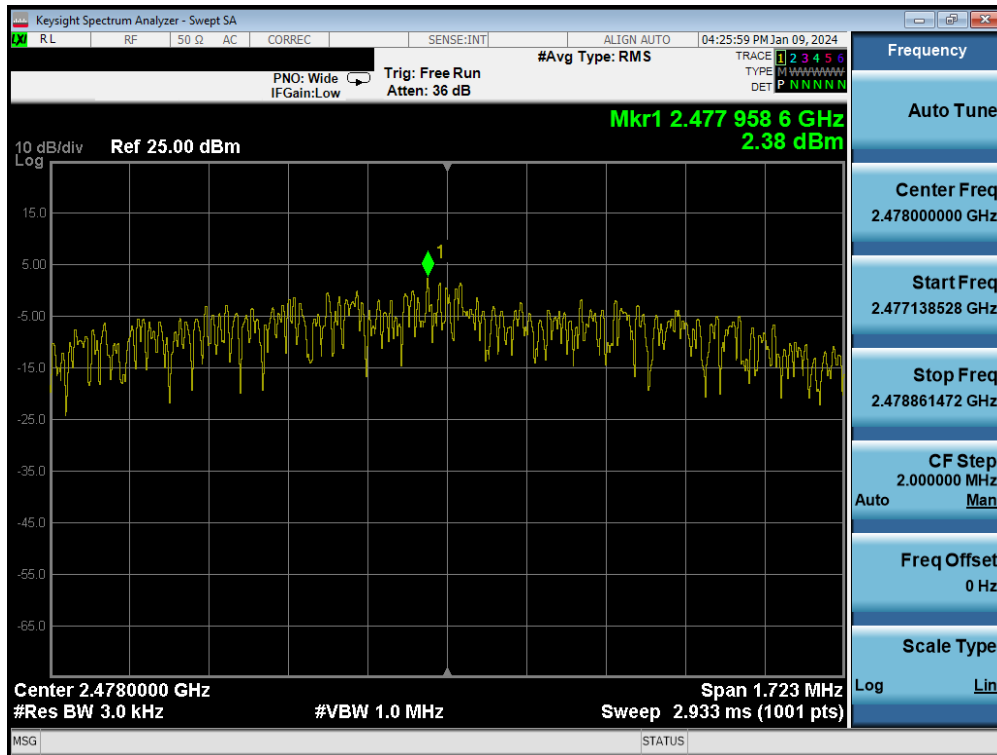 Keysight Spectrum Analyzer - Swept SA
LXI RL RF 50 Ω AC CORREC SENSE:INT ALIGN AUTO 04:25:59 PM Jan 09, 2024
#Avg Type: RMS
TRACE 1 2 3 4 5 6
PNO: Wide Trig: Free Run
TYPE M WWWWW
IFGain:Low Atten: 36 dB
DET P N N N N N
Mkr1 2.477 958 6 GHz
2.38 dBm
10 dB/div Ref 25.00 dBm
Log
15.0
1
5.00
-5.00
-15.0
-25.0
-35.0
-45.0
-55.0
-65.0
Center 2.4780000 GHz Span 1.723 MHz
#Res BW 3.0 kHz #VBW 1.0 MHz Sweep 2.933 ms (1001 pts)
MSG STATUS
Frequency
Auto Tune
Center Freq
2.478000000 GHz
Start Freq
2.477138528 GHz
Stop Freq
2.478861472 GHz
CF Step
2.000000 MHz
Auto Man
Freq Offset
0 Hz
Scale Type
Log Lin